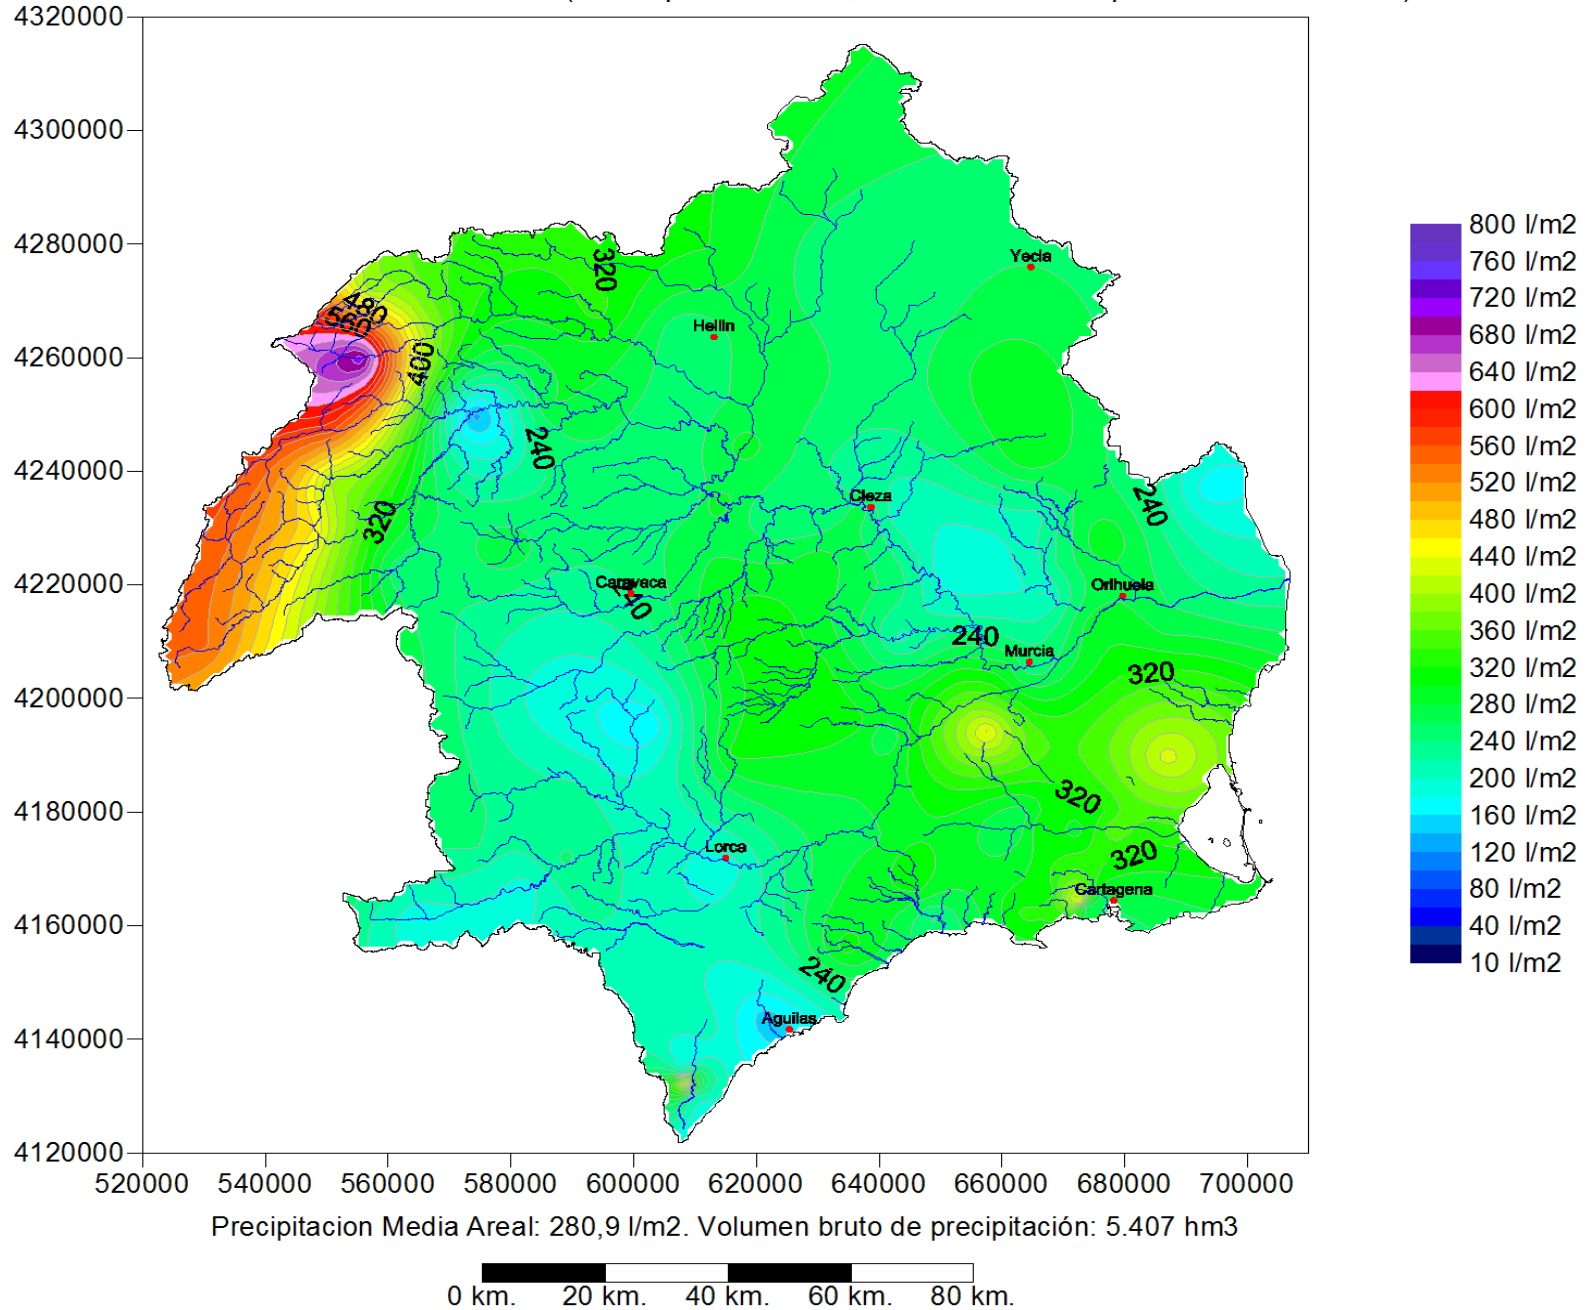 4320000
4300000
4280000
4260000
4240000
4220000
4200000
4180000
4160000
4140000
4120000
520000 540000 560000 580000 600000 620000 640000 660000 680000 700000
320
Yecla
480
560
Hellin
400
240
Cieza
240
320
Caravaca
240
Orihuela
240
Murcia
320
320
Lorca
320
Cartagena
240
Aguilas
800 l/m2
760 l/m2
720 l/m2
680 l/m2
640 l/m2
600 l/m2
560 l/m2
520 l/m2
480 l/m2
440 l/m2
400 l/m2
360 l/m2
320 l/m2
280 l/m2
240 l/m2
200 l/m2
160 l/m2
120 l/m2
80 l/m2
40 l/m2
10 l/m2
Precipitacion Media Areal: 280,9 l/m2. Volumen bruto de precipitación: 5.407 hm3
0 km. 20 km. 40 km. 60 km. 80 km.